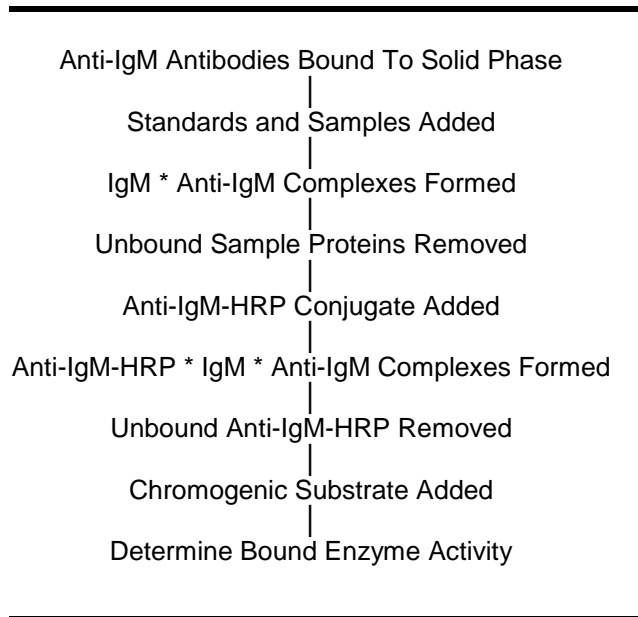 Anti-IgM Antibodies Bound To Solid Phase
Standards and Samples Added
IgM * Anti-IgM Complexes Formed
Unbound Sample Proteins Removed
Anti-IgM-HRP Conjugate Added
Anti-IgM-HRP * IgM * Anti-IgM Complexes Formed
Unbound Anti-IgM-HRP Removed
Chromogenic Substrate Added
Determine Bound Enzyme Activity